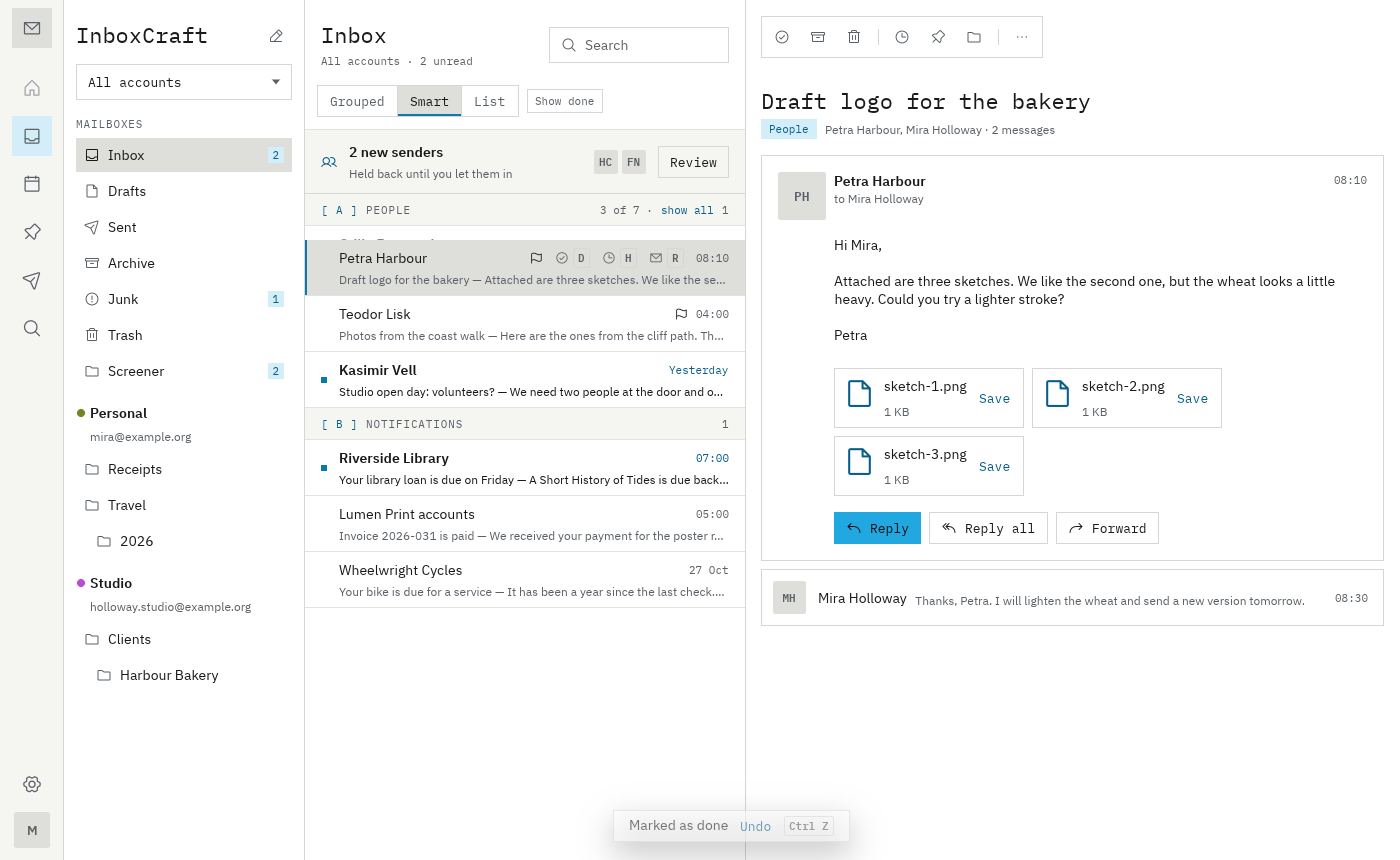 InboxCraft
All accounts
MAILBOXES
Inbox 2
Drafts
Sent
Archive
Junk 1
Trash
Screener 2
Personal
mira@example.org
Receipts
Travel
2026
Studio
holloway.studio@example.org
Clients
Harbour Bakery
M
Inbox
All accounts · 2 unread
Search
Grouped Smart List Show done
2 new senders
Held back until you let them in
HC FN Review
[ A ] PEOPLE 3 of 7 · show all 1
Petra Harbour D H R 08:10
Draft logo for the bakery — Attached are three sketches. We like the se…
Teodor Lisk 04:00
Photos from the coast walk — Here are the ones from the cliff path. Th…
Kasimir Vell Yesterday
Studio open day: volunteers? — We need two people at the door and o…
[ B ] NOTIFICATIONS 1
Riverside Library 07:00
Your library loan is due on Friday — A Short History of Tides is due back…
Lumen Print accounts 05:00
Invoice 2026-031 is paid — We received your payment for the poster r…
Wheelwright Cycles 27 Oct
Your bike is due for a service — It has been a year since the last check.…
Draft logo for the bakery
People Petra Harbour, Mira Holloway · 2 messages
PH
Petra Harbour 08:10
to Mira Holloway
Hi Mira,
Attached are three sketches. We like the second one, but the wheat looks a little
heavy. Could you try a lighter stroke?
Petra
sketch-1.png
1 KB
Save
sketch-2.png
1 KB
Save
sketch-3.png
1 KB
Save
Reply Reply all Forward
MH Mira Holloway Thanks, Petra. I will lighten the wheat and send a new version tomorrow. 08:30
Marked as done Undo Ctrl Z